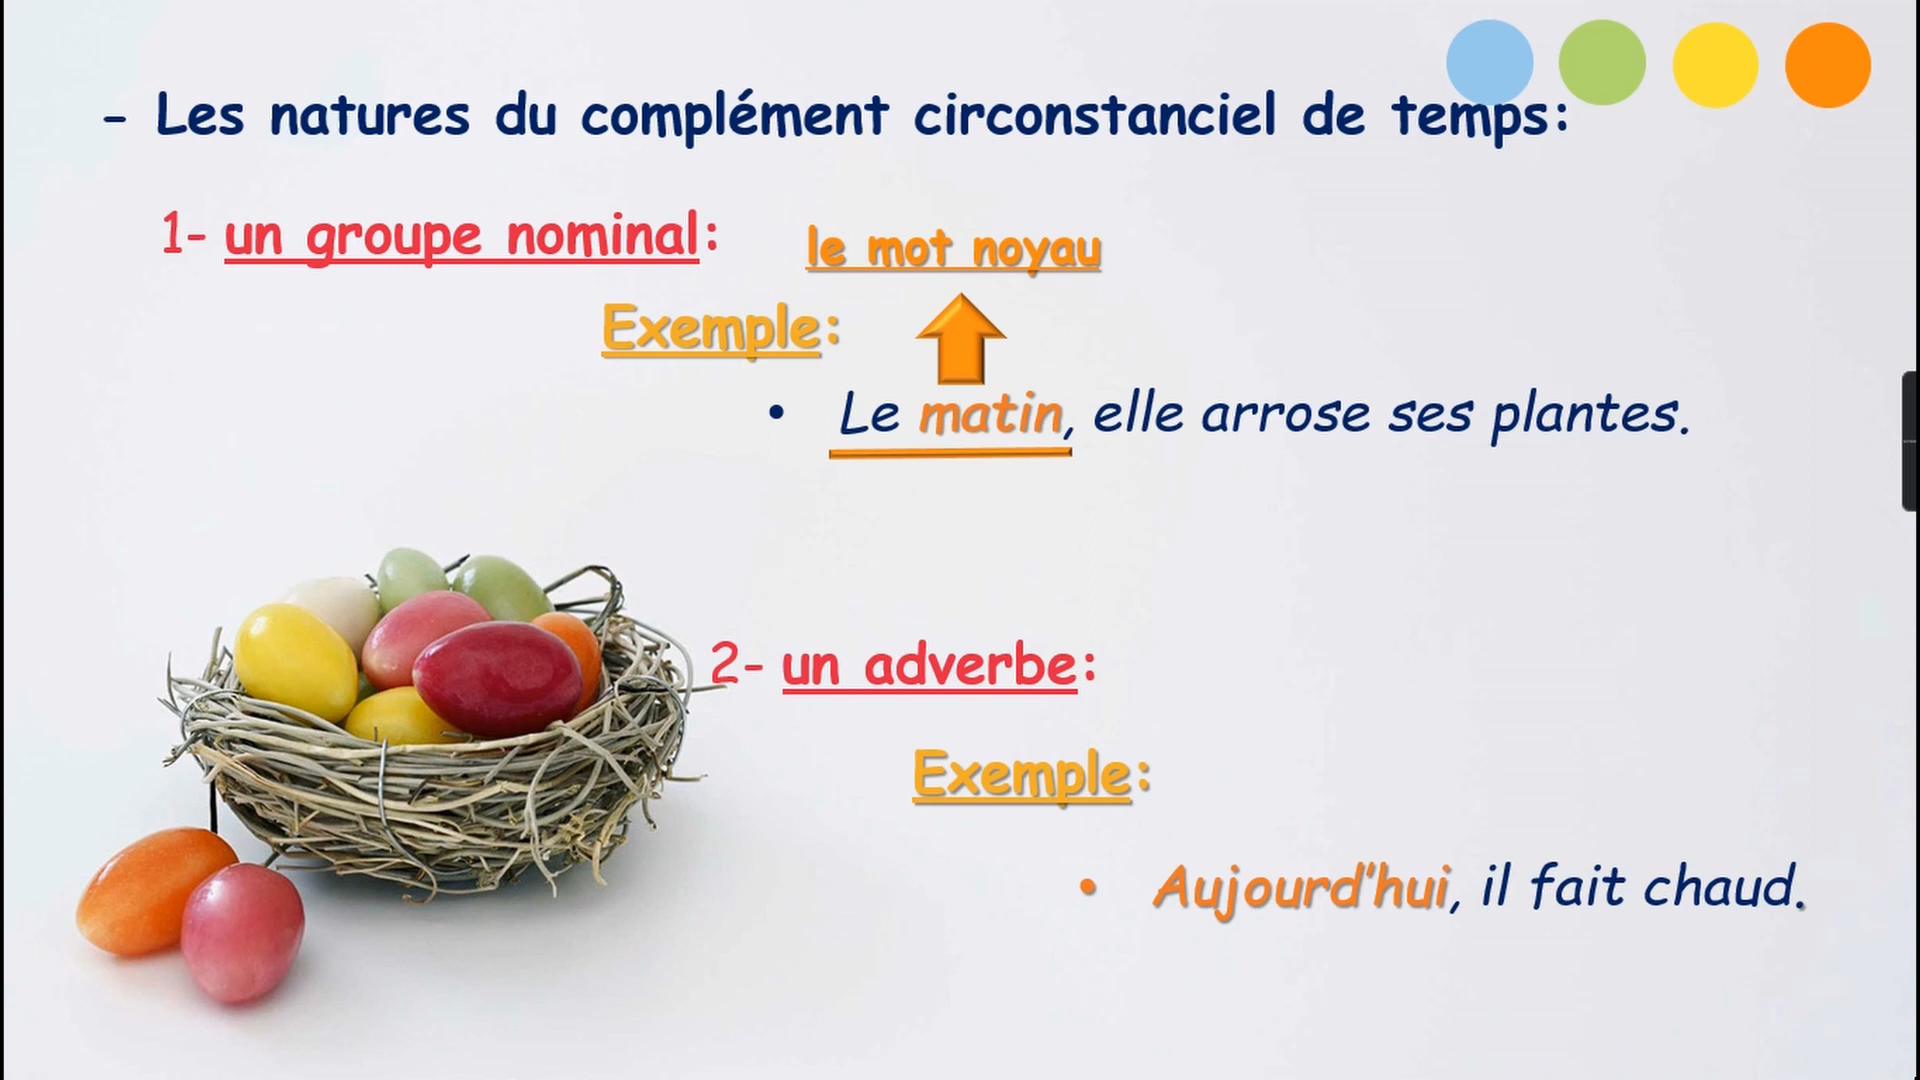 - Les natures du complément circonstanciel de temps:
1- un groupe nominal:
le mot noyau
Exemple:
• Le matin, elle arrose ses plantes.
2- un adverbe:
Exemple:
• Aujourd'hui, il fait chaud.